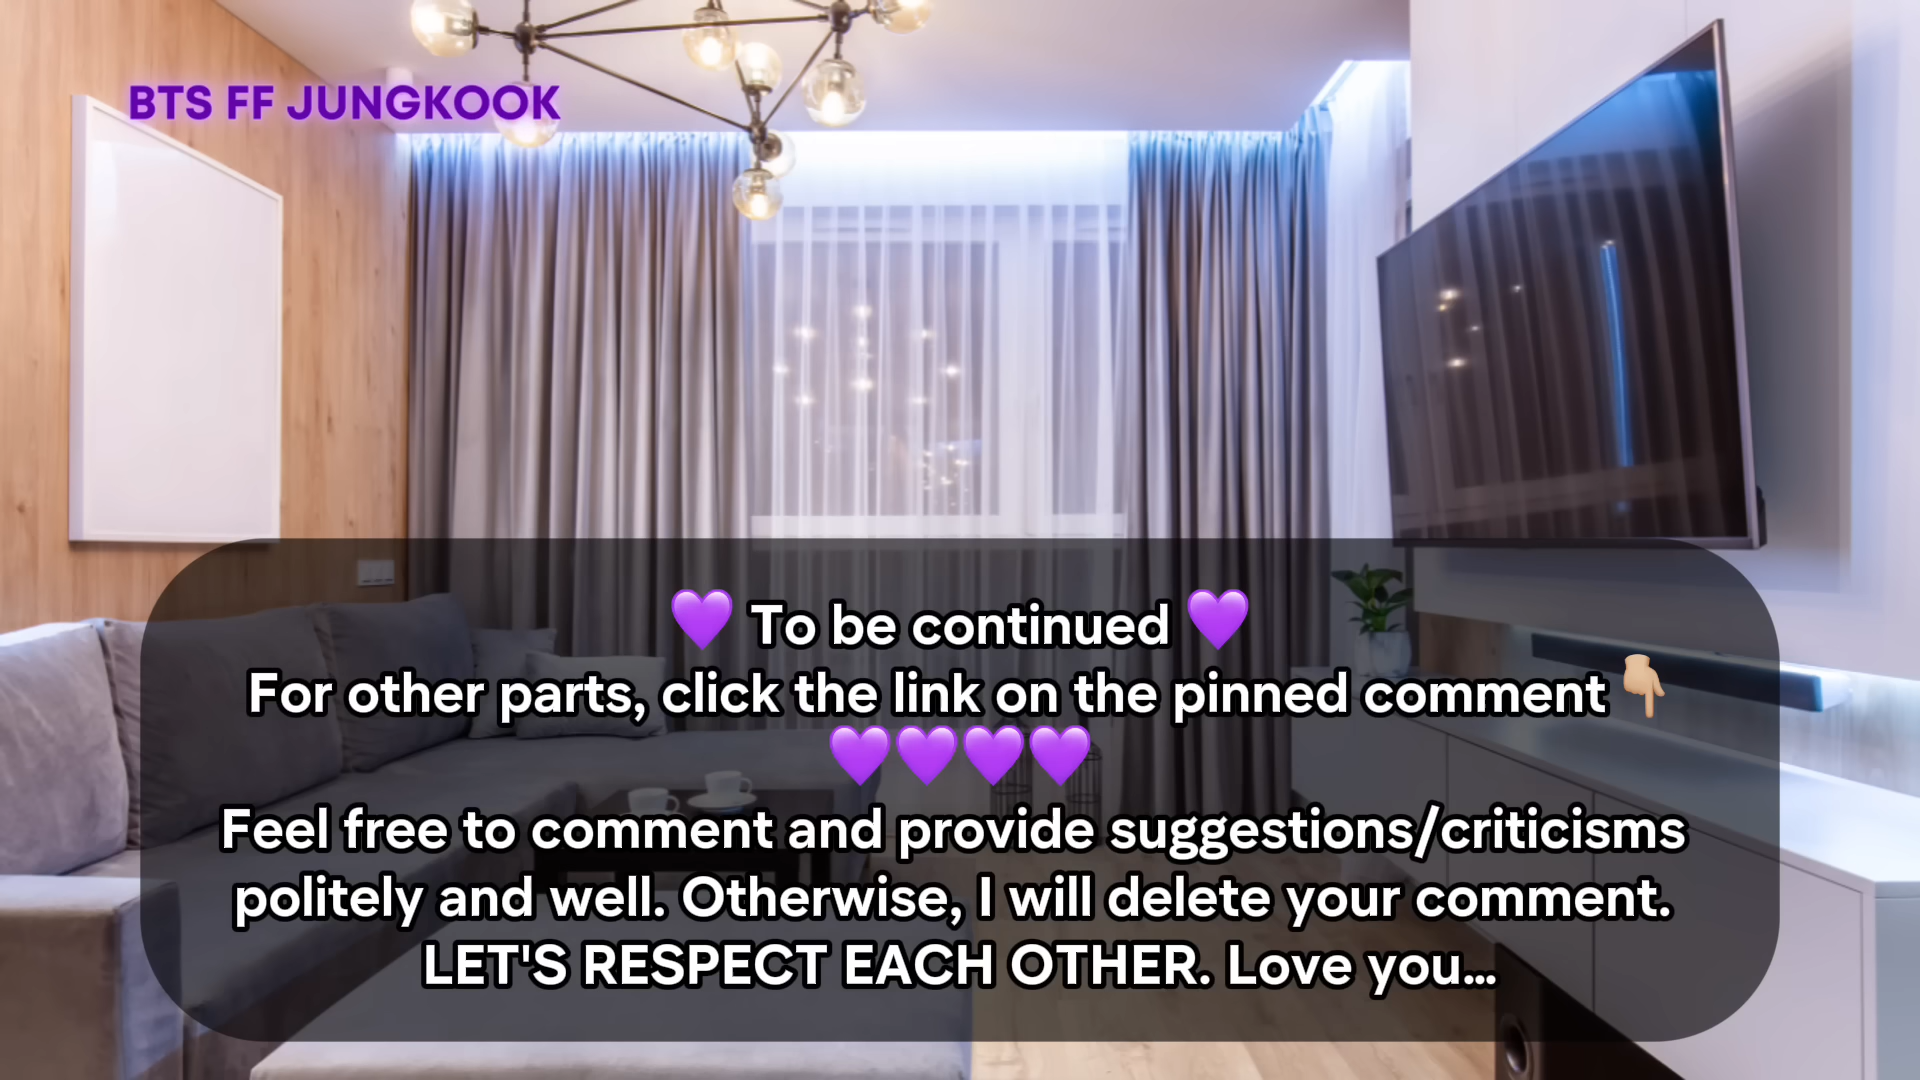 BTS FF JUNGKOOK
💜 To be continued 💜
For other parts, click the link on the pinned comment👇🏼
💜💜💜💜
Feel free to comment and provide suggestions/criticisms
politely and well. Otherwise, I will delete your comment.
LET'S RESPECT EACH OTHER. Love you...